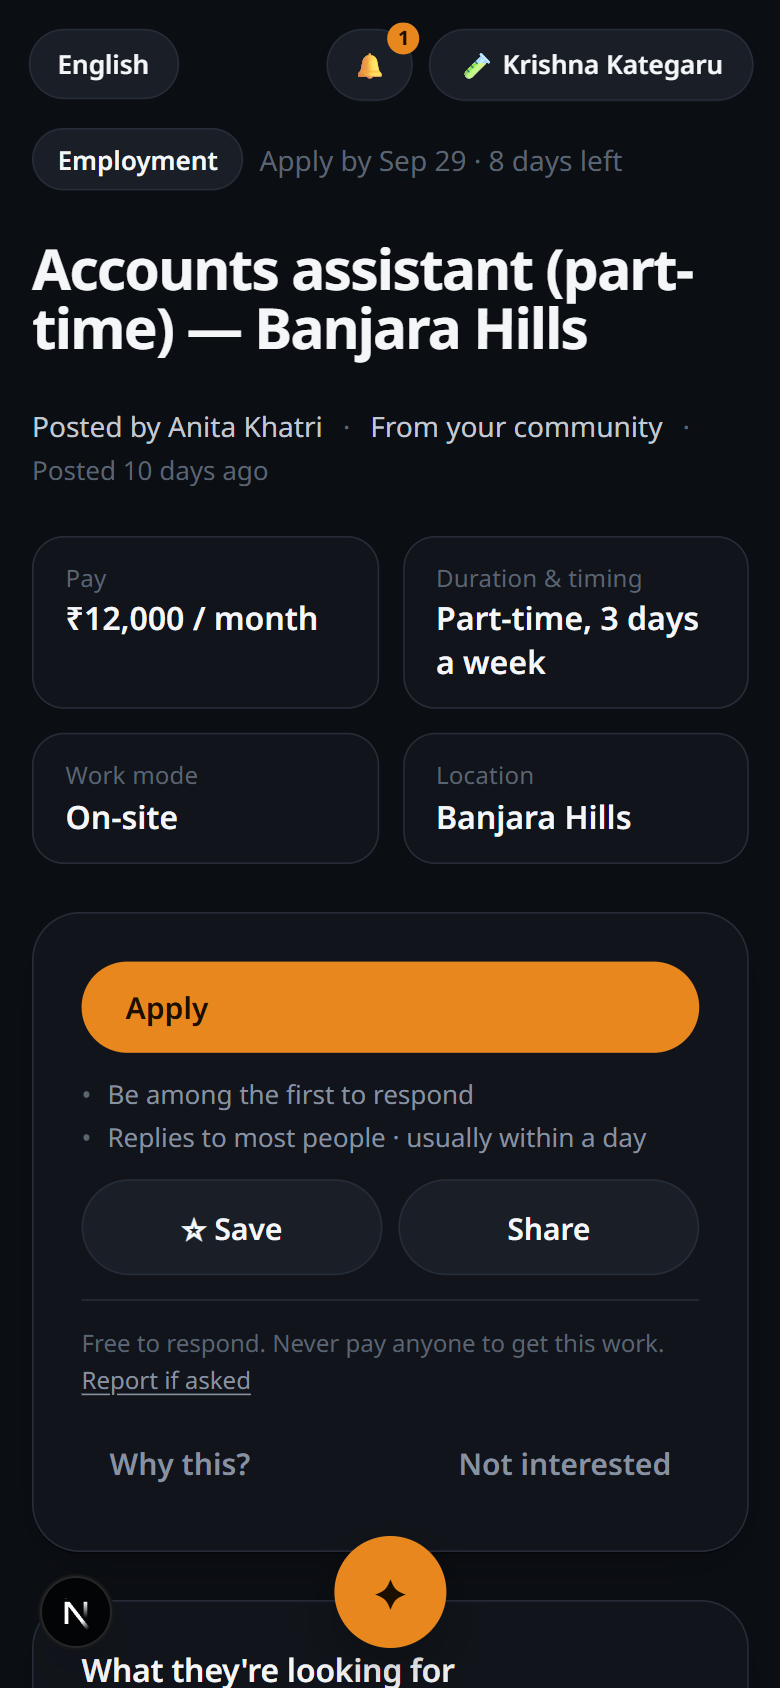 English
1
Krishna Kategaru
Employment
Apply by Sep 29 · 8 days left
Accounts assistant (part-
time) — Banjara Hills
Posted by Anita Khatri · From your community ·
Posted 10 days ago
Pay
₹12,000 / month
Duration & timing
Part-time, 3 days
a week
Work mode
On-site
Location
Banjara Hills
Apply
• Be among the first to respond
• Replies to most people · usually within a day
☆ Save
Share
Free to respond. Never pay anyone to get this work.
Report if asked
Why this?
Not interested
N
What they're looking for